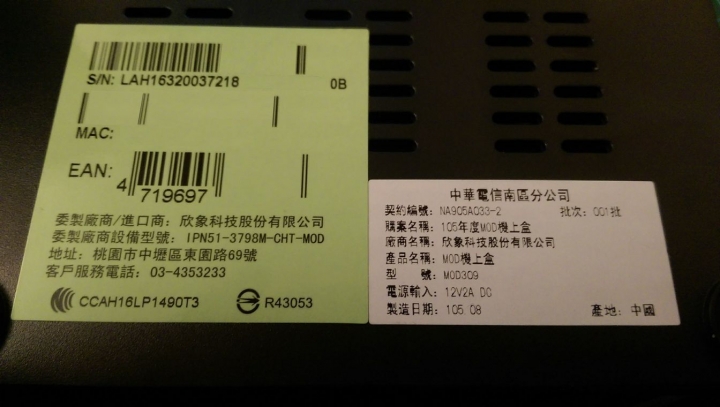 S/N: LAH16320037218
0B
MAC:
EAN:
4 719697
委製廠商/進口商: 欣象科技股份有限公司
委製廠商設備型號: IPN51-3798M-CHT-MOD
地址: 桃園市中壢區東園路69號
客戶服務電話: 03-4353233
CCAH16LP1490T3
R43053
中華電信南區分公司
契約編號: NA905A033-2 批次: 001批
購案名稱: 105年度MOD機上盒
廠商名稱: 欣象科技股份有限公司
產品名稱: MOD機上盒
型 號: MOD309
電源輸入: 12V2A DC
製造日期: 105.08 產地: 中國